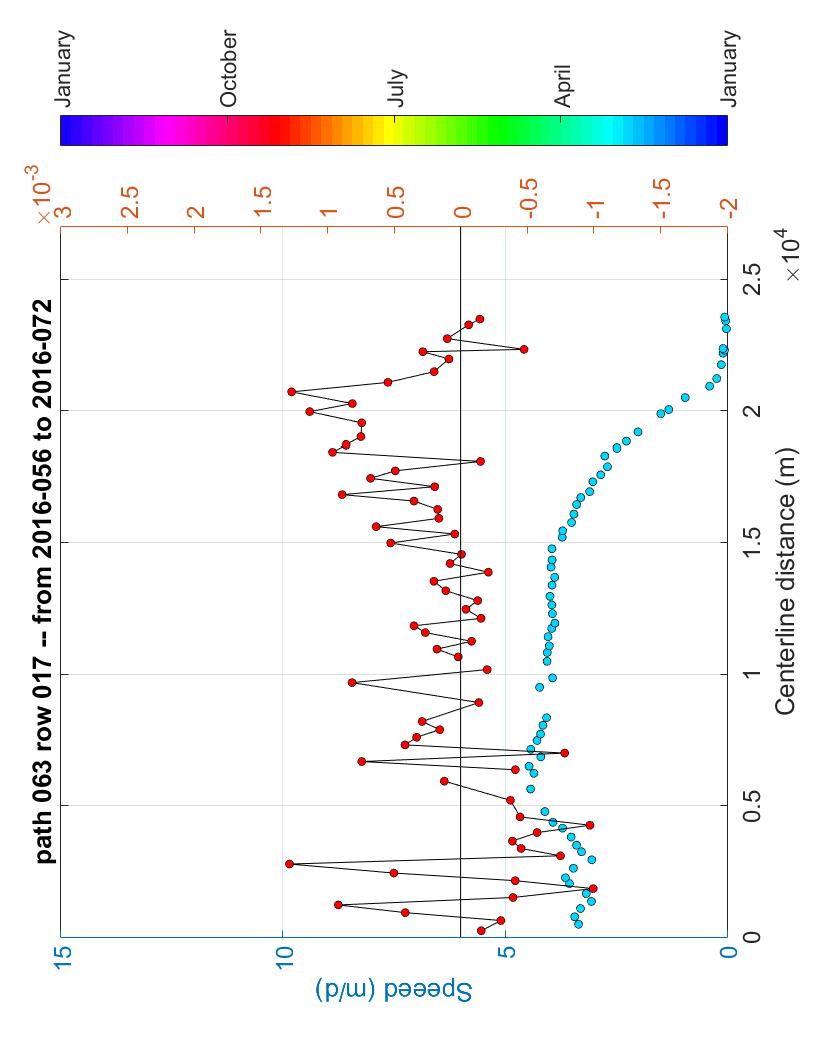 path 063 row 017 -- from 2016-056 to 2016-072
×10⁻³
15
10
5
0
Speeed (m/d)
3
2.5
2
1.5
1
0.5
0
-0.5
-1
-1.5
-2
0
0.5
1
1.5
2
2.5
×10⁴
Centerline distance (m)
January
October
July
April
January